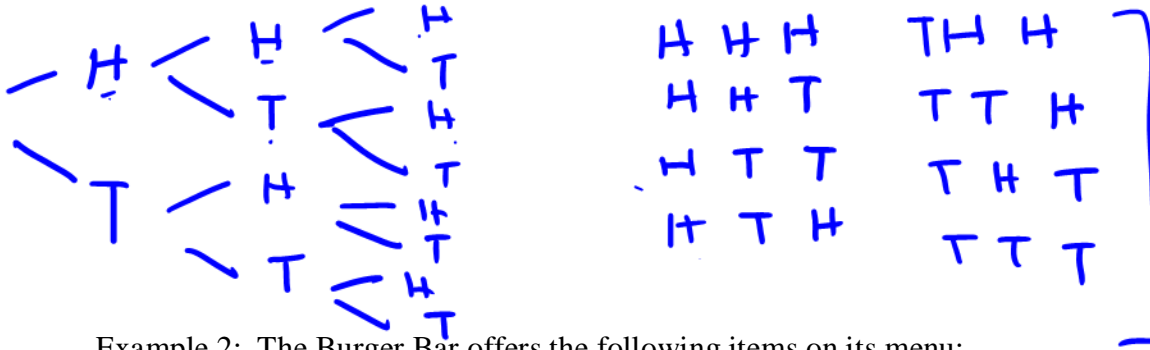 H
T
H
T
H
T
H
T
H
T
H
T
H
T
H H H
H H T
H T T
H T H
T H H
T T H
T H T
T T T
Example 2: The Burger Bar offers the following items on its menu: